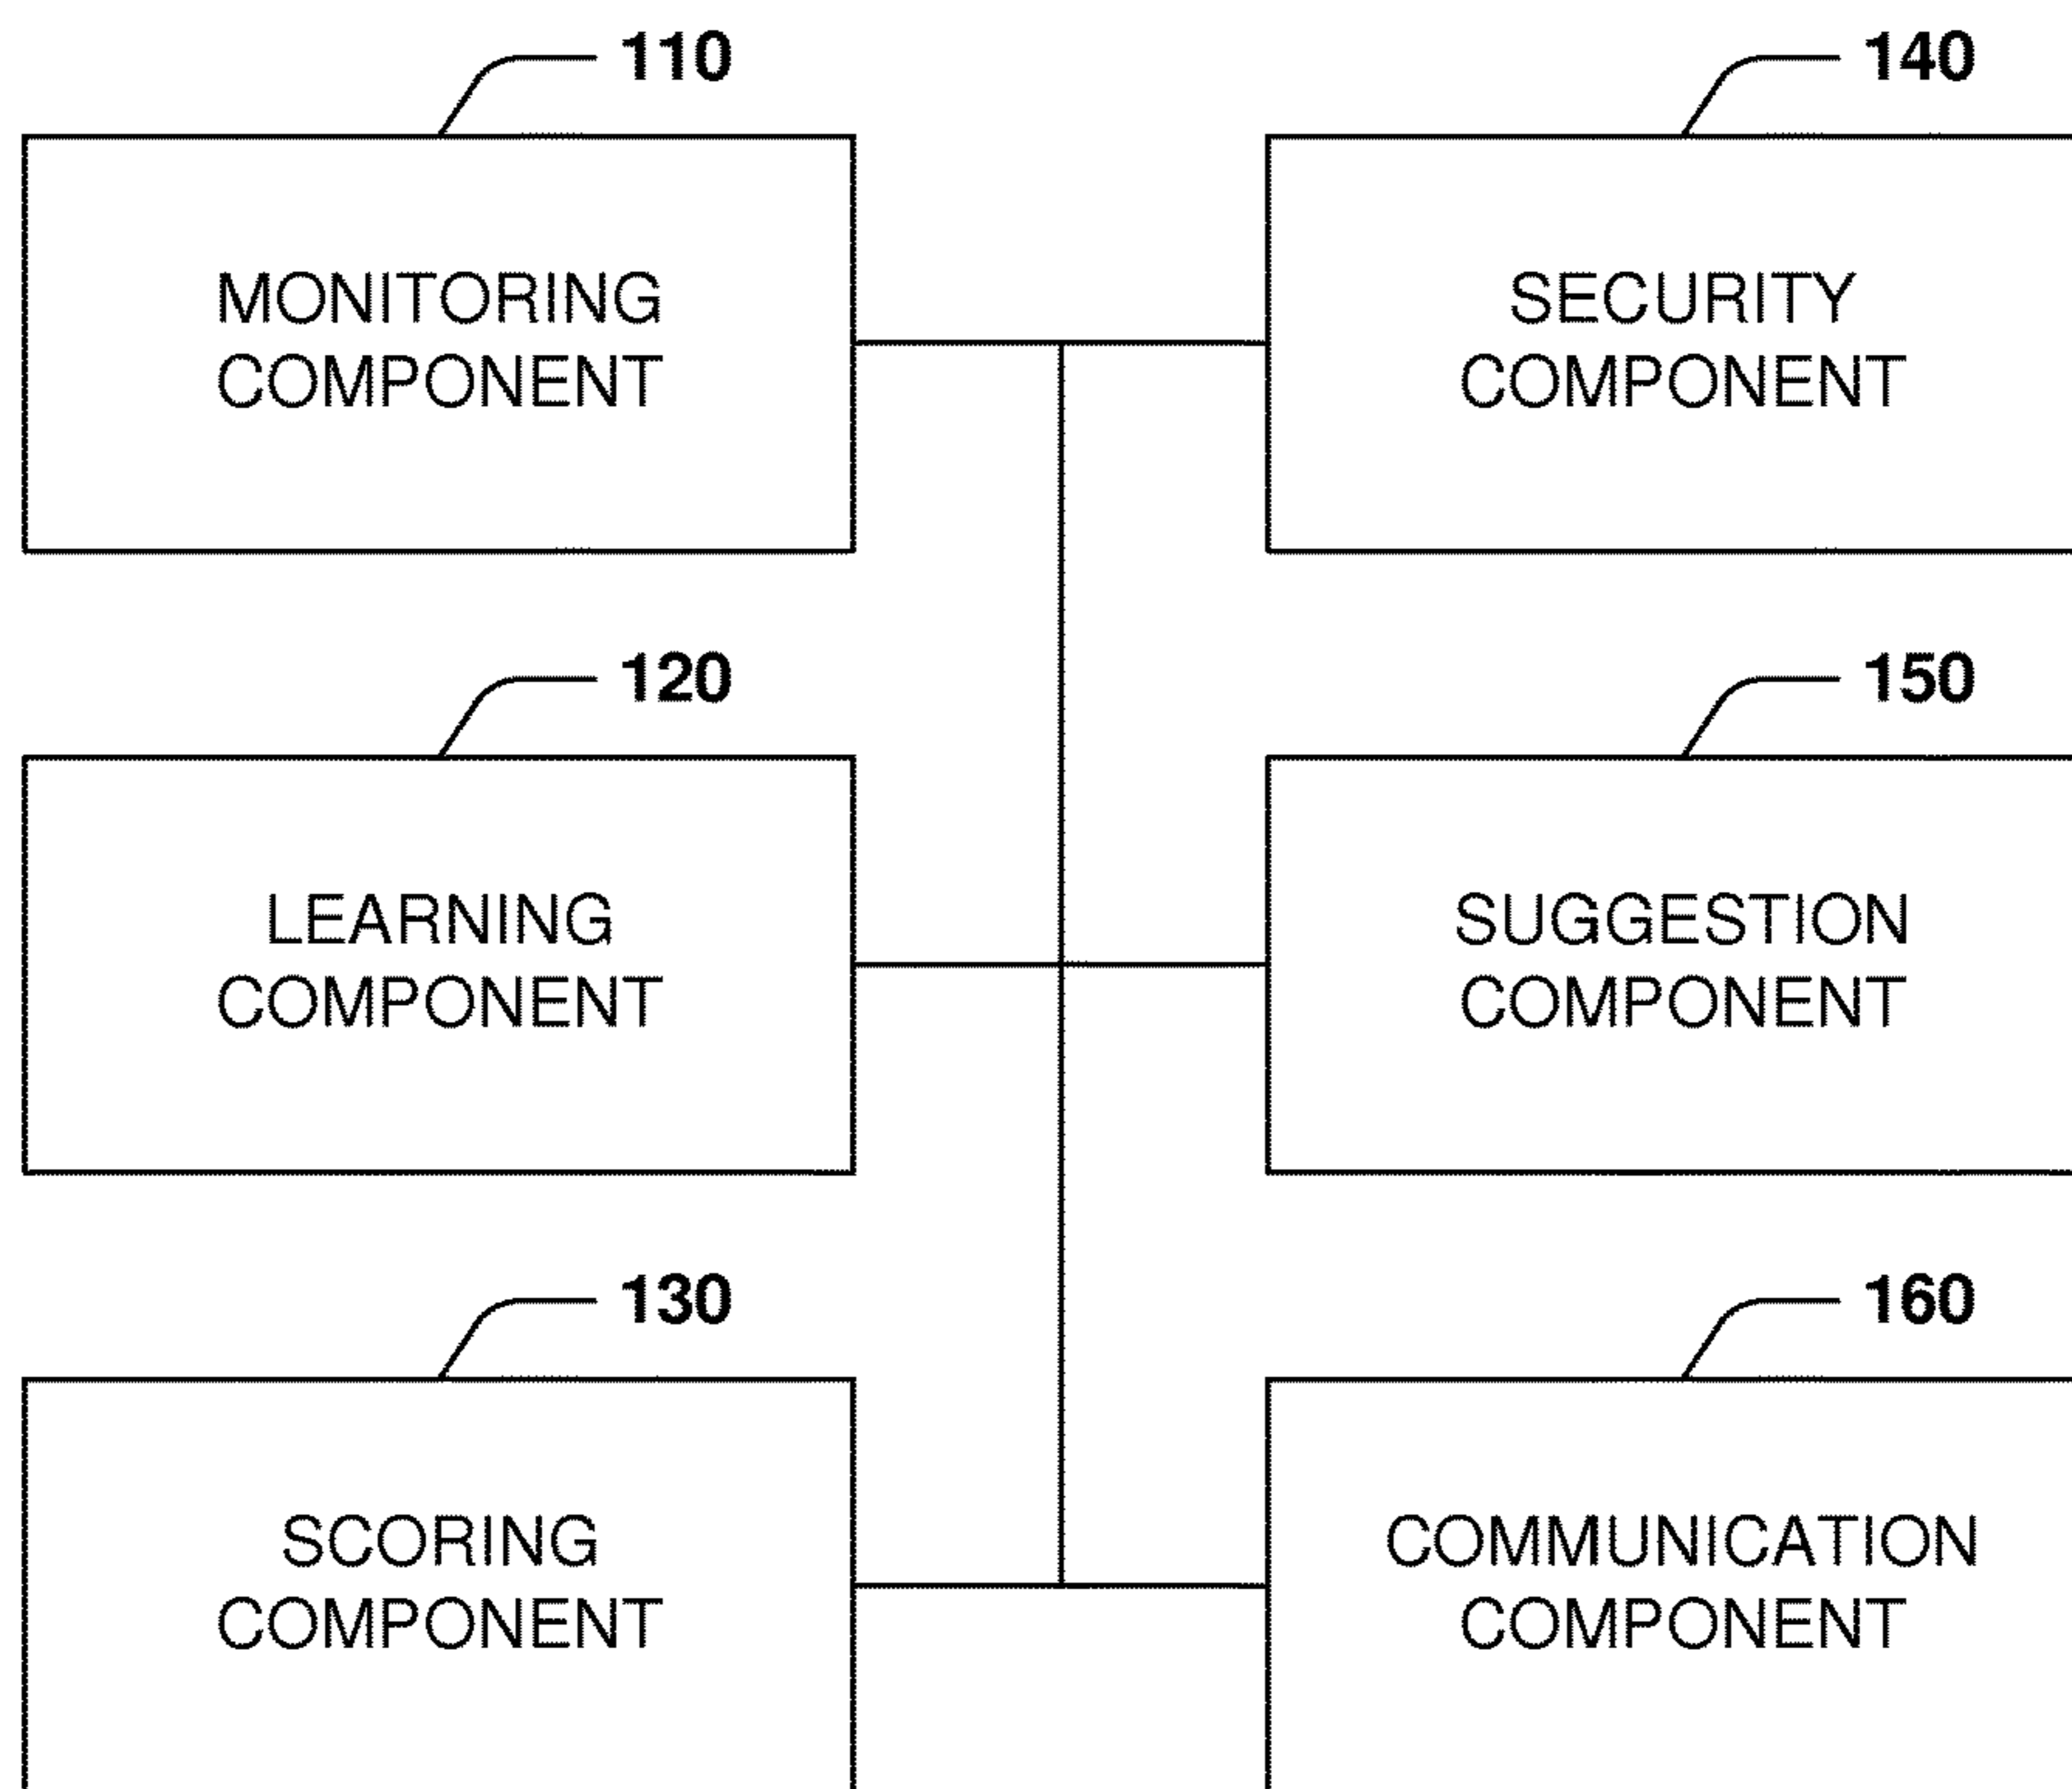 110
MONITORING
COMPONENT
140
SECURITY
COMPONENT
120
LEARNING
COMPONENT
150
SUGGESTION
COMPONENT
130
SCORING
COMPONENT
160
COMMUNICATION
COMPONENT